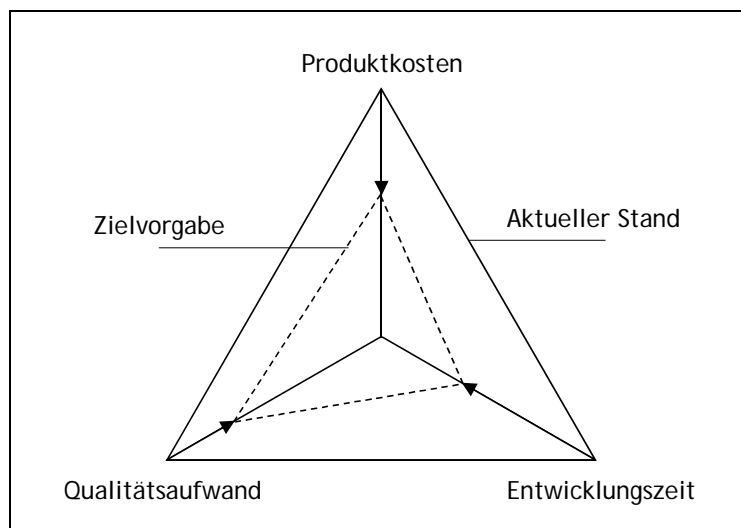 Produktkosten
Zielvorgabe
Aktueller Stand
Qualitätsaufwand
Entwicklungszeit